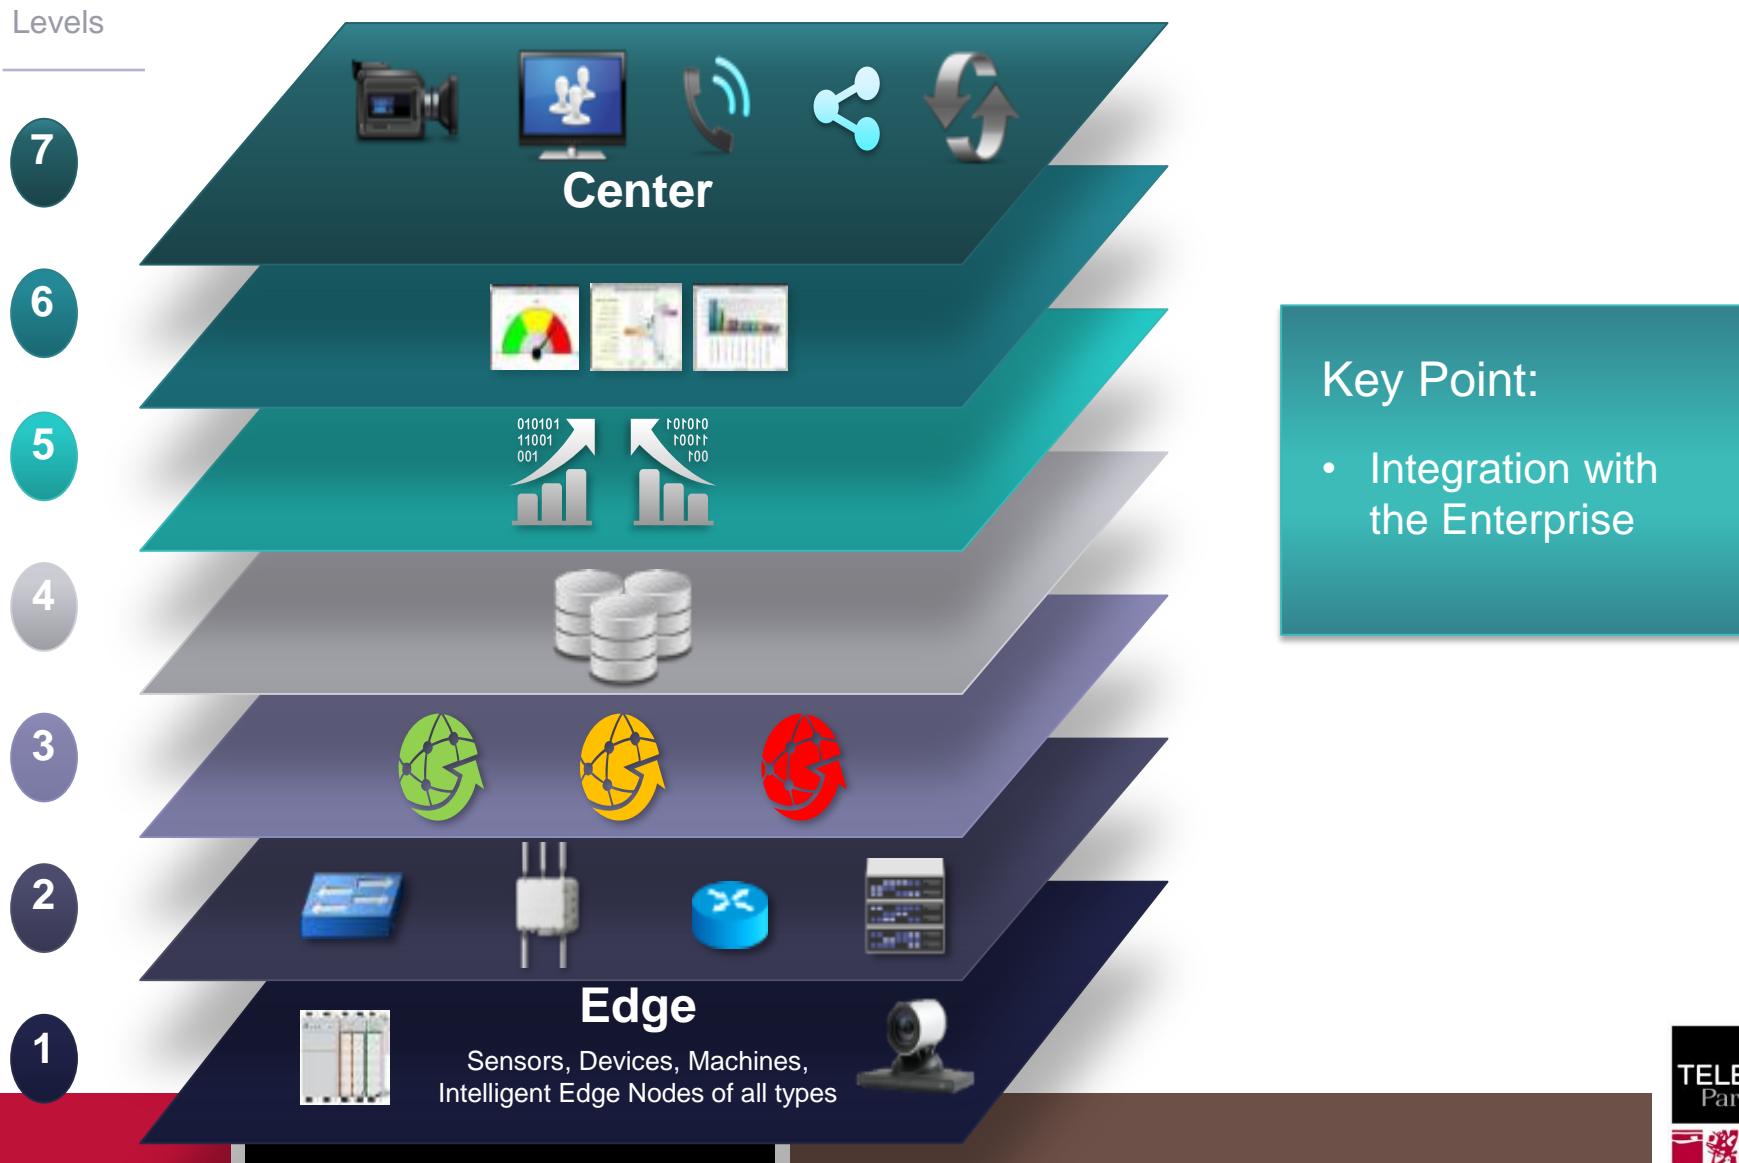 Levels
7
Center
6
5
010101
11001
001
4
3
2
1
Edge
Sensors, Devices, Machines,
Intelligent Edge Nodes of all types
Key Point:
• Integration with
the Enterprise